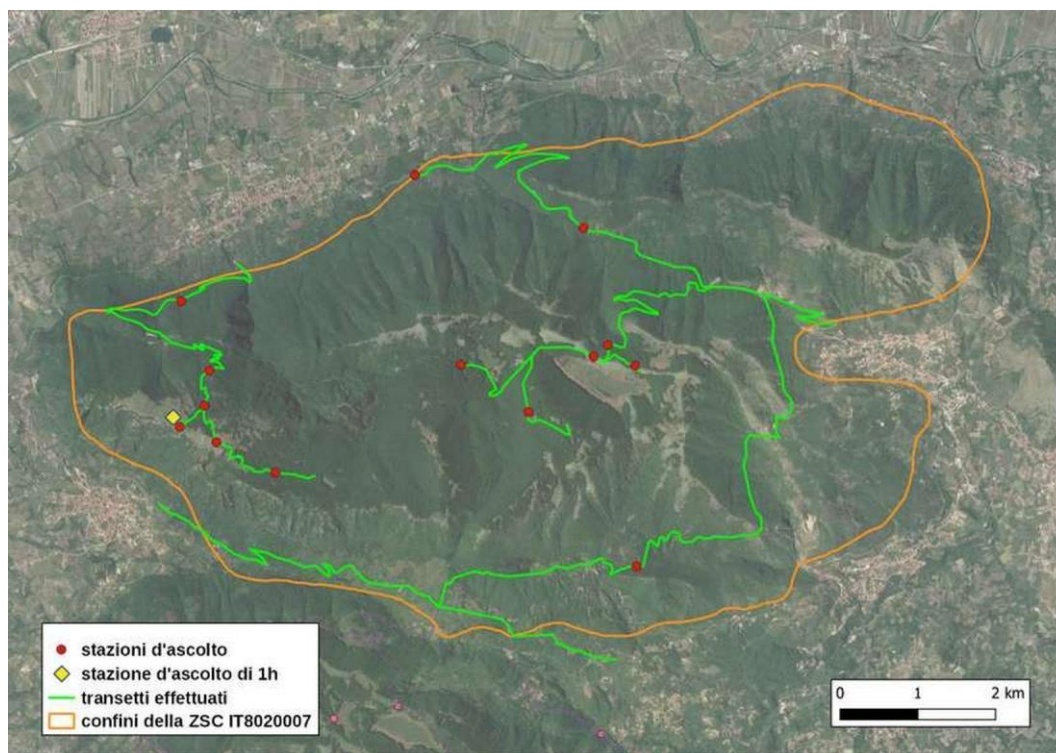 stazioni d'ascolto
stazione d'ascolto di 1h
transetti effettuati
confini della ZSC IT8020007
0 1 2 km